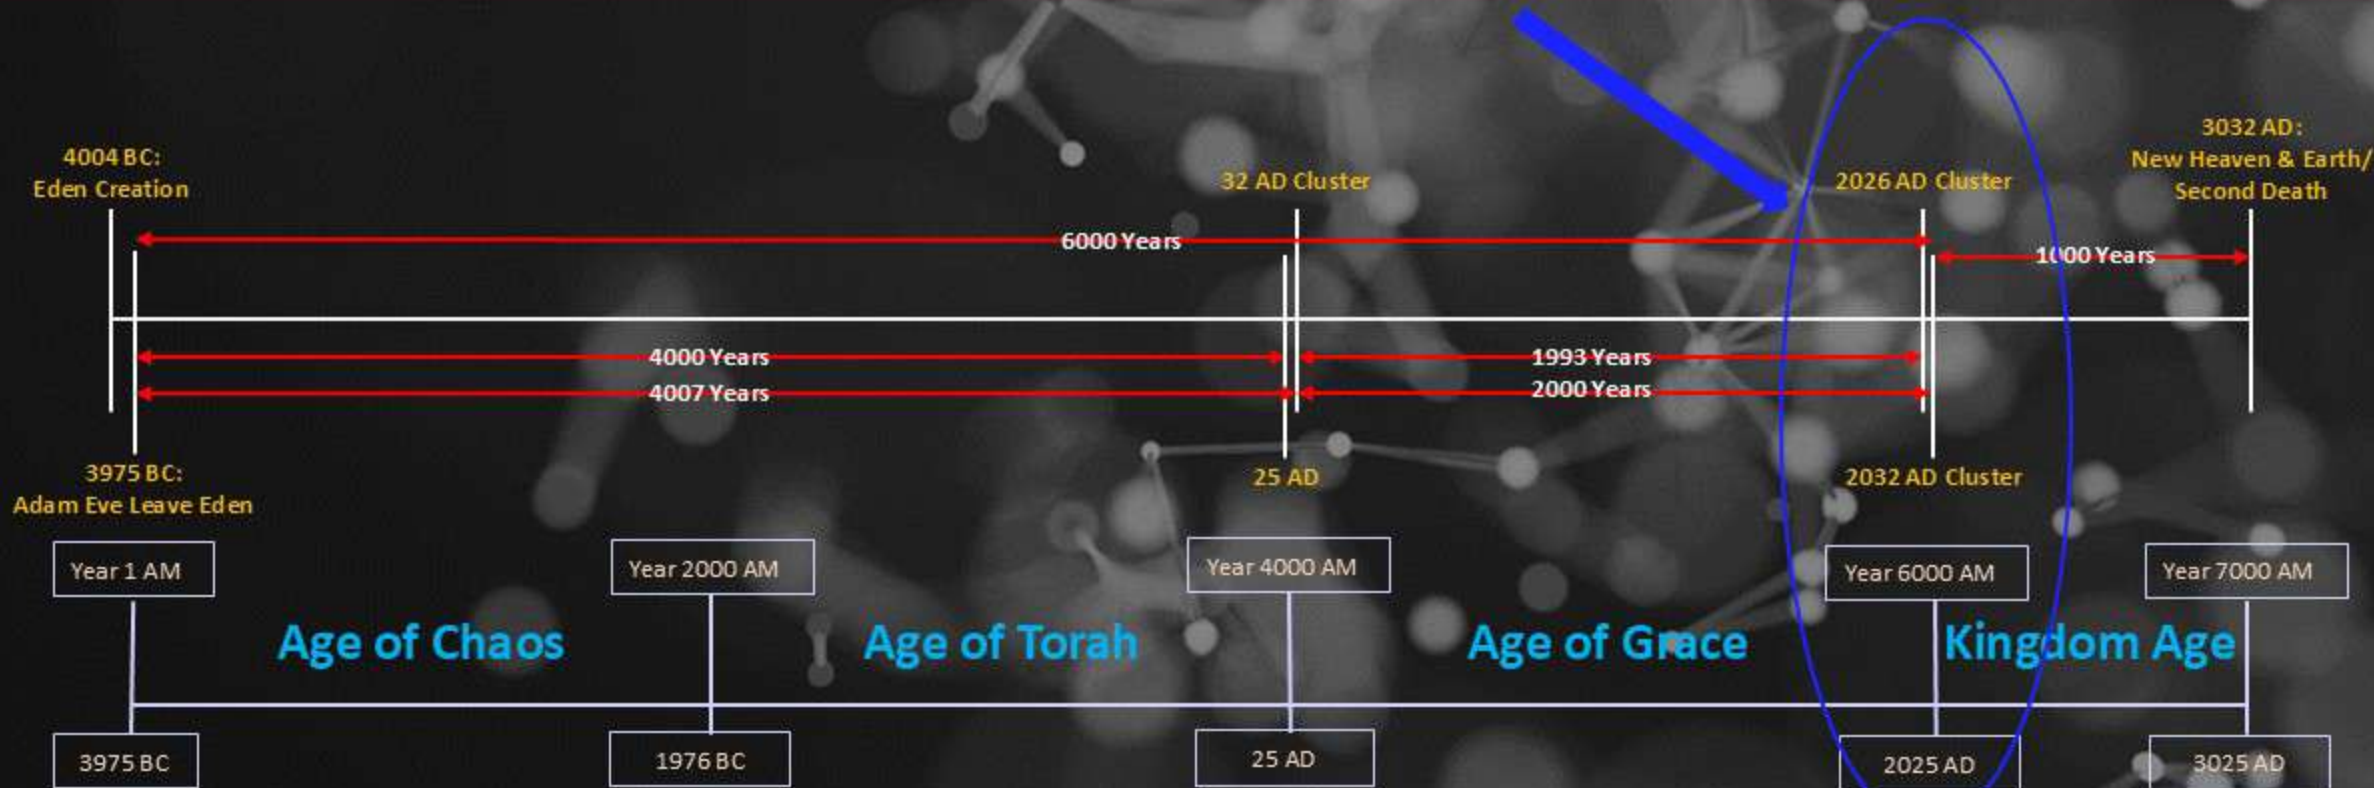 4004 BC:
Eden Creation
32 AD Cluster
2026 AD Cluster
3032 AD:
New Heaven & Earth/
Second Death
6000 Years
1000 Years
4000 Years
1993 Years
4007 Years
2000 Years
3975 BC:
Adam Eve Leave Eden
25 AD
2032 AD Cluster
Year 1 AM
Year 2000 AM
Year 4000 AM
Year 6000 AM
Year 7000 AM
Age of Chaos
Age of Torah
Age of Grace
Kingdom Age
3975 BC
1976 BC
25 AD
2025 AD
3025 AD